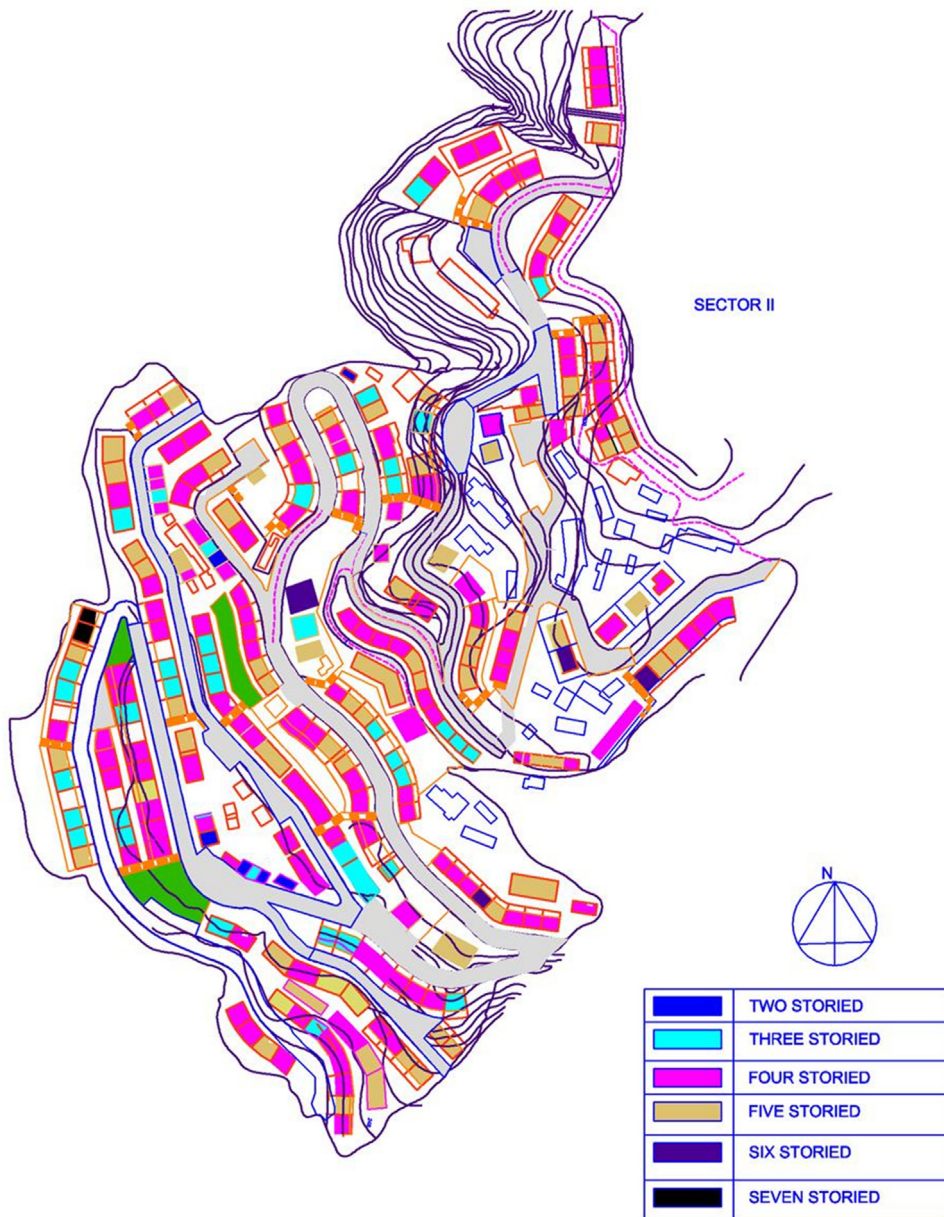 SECTOR II
N
TWO STORIED
THREE STORIED
FOUR STORIED
FIVE STORIED
SIX STORIED
SEVEN STORIED